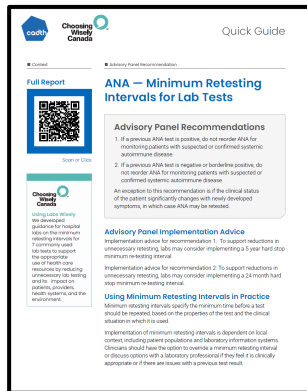 cadth
Choosing
Wisely
Canada
Quick Guide
Context
Full Report
Scan or Click
Choosing
Wisely
Canada
Using Labs Wisely
We developed
guidance for hospital
labs on the minimum
retesting intervals for
7 commonly used
lab tests to support
the appropriate
use of health care
resources by reducing
unnecessary lab testing
and its impact on
patients, providers,
health systems, and the
environment.
Advisory Panel Recommendation
ANA — Minimum Retesting
Intervals for Lab Tests
Advisory Panel Recommendations
1. If a previous ANA test is positive, do not reorder ANA for
monitoring patients with suspected or confirmed systemic
autoimmune disease.
2. If a previous ANA test is negative or borderline positive, do
not reorder ANA for monitoring patients with suspected or
confirmed systemic autoimmune disease.
An exception to this recommendation is if the clinical status
of the patient significantly changes with newly developed
symptoms, in which case ANA may be retested.
Advisory Panel Implementation Advice
Implementation advice for recommendation 1: To support reductions in
unnecessary retesting, labs may consider implementing a 5 year hard stop
minimum re-testing interval.
Implementation advice for recommendation 2: To support reductions in
unnecessary retesting, labs may consider implementing a 24 month hard
stop minimum re-testing interval.
Using Minimum Retesting Intervals in Practice
Minimum retesting intervals specify the minimum time before a test
should be repeated, based on the properties of the test and the clinical
situation in which it is used.
Implementation of minimum retesting intervals is dependent on local
context, including patient populations and laboratory information systems.
Clinicians should have the option to override a minimum retesting interval
or discuss options with a laboratory professional if they feel it is clinically
appropriate or if there are issues with a previous test result.